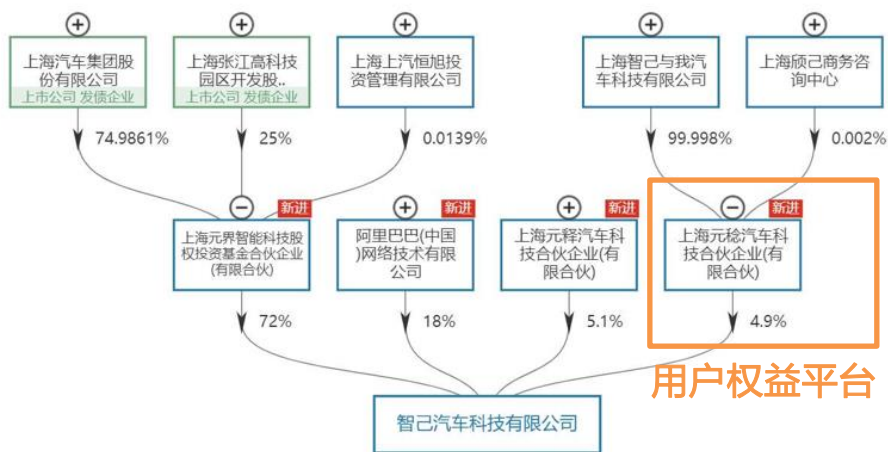 上海汽车集团股
份有限公司
上市公司 发债企业
上海张江高科技
园区开发股..
上市公司 发债企业
上海上汽恒旭投
资管理有限公司
上海智己与我汽
车科技有限公司
上海颀己商务咨
询中心
74.9861%
25%
0.0139%
99.998%
0.002%
新进
上海元界智能科技股
权投资基金合伙企业
(有限合伙)
新进
阿里巴巴(中国
)网络技术有限
公司
新进
上海元释汽车科
技合伙企业(有
限合伙)
新进
上海元稔汽车科
技合伙企业(有
限合伙)
72%
18%
5.1%
4.9%
用户权益平台
智己汽车科技有限公司